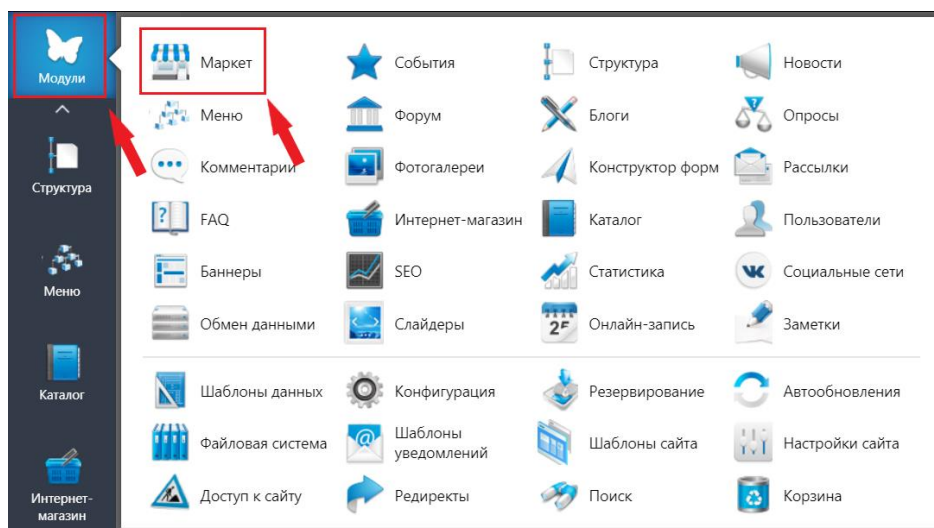 Модули
Структура
Меню
Каталог
Интернет-
магазин
Маркет
События
Структура
Новости
Меню
Форум
Блоги
Опросы
Комментарии
Фотогалереи
Конструктор форм
Рассылки
FAQ
Интернет-магазин
Каталог
Пользователи
Баннеры
SEO
Статистика
Социальные сети
Обмен данными
Слайдеры
25
Онлайн-запись
Заметки
Шаблоны данных
Конфигурация
Резервирование
Автообновления
Файловая система
Шаблоны
уведомлений
Шаблоны сайта
Настройки сайта
Доступ к сайту
Редиректы
Поиск
Корзина